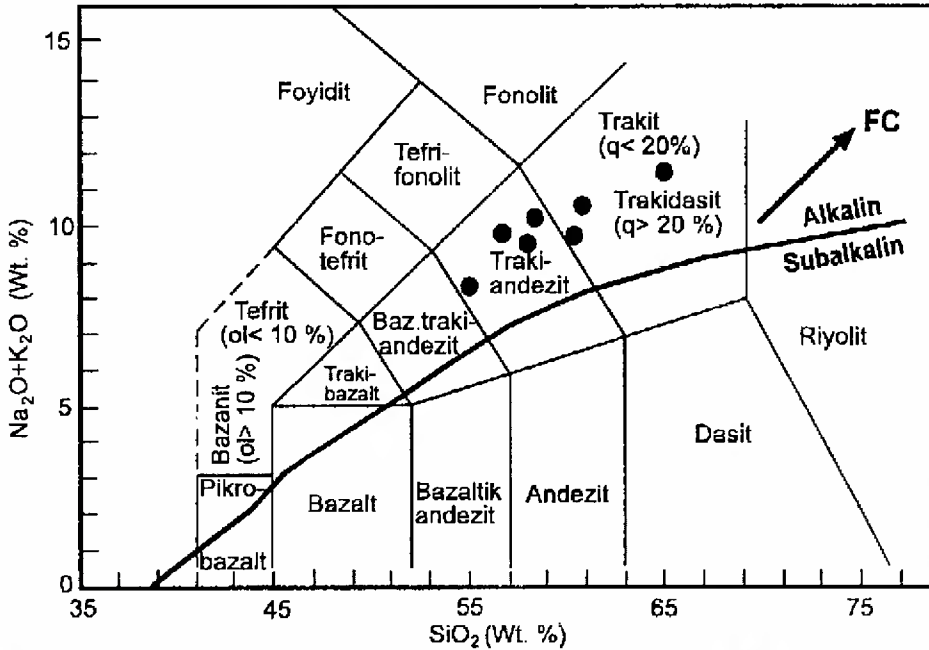 15
10
5
0
Na₂O+K₂O (Wt. %)
35
45
55
65
75
SiO₂ (Wt. %)
Foyidit
Fonolit
Tefri-
fonolit
Fono-
tefrit
Tefrit
(ol< 10 %)
Bazanit
(ol> 10 %)
Pikro-
bazalt
Traki-
bazalt
Baz.traki-
andezit
Traki-
andezit
Trakit
(q< 20%)
Trakidasit
(q> 20 %)
FC
Alkalin
Subalkalin
Bazalt
Bazaltik
andezit
Andezit
Dasit
Riyolit